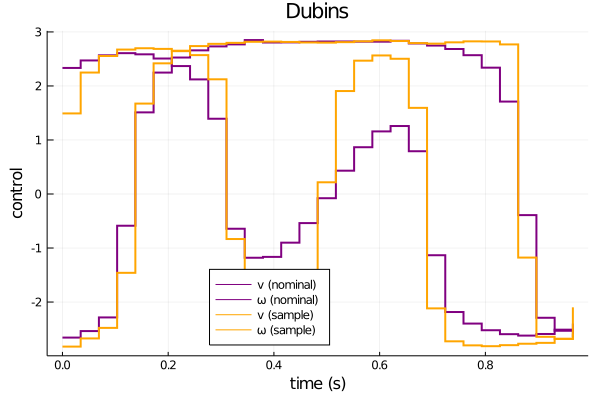 Dubins
3
2
1
0
-1
-2
control
0.0 0.2 0.4 0.6 0.8
time (s)
v (nominal)
ω (nominal)
v (sample)
ω (sample)